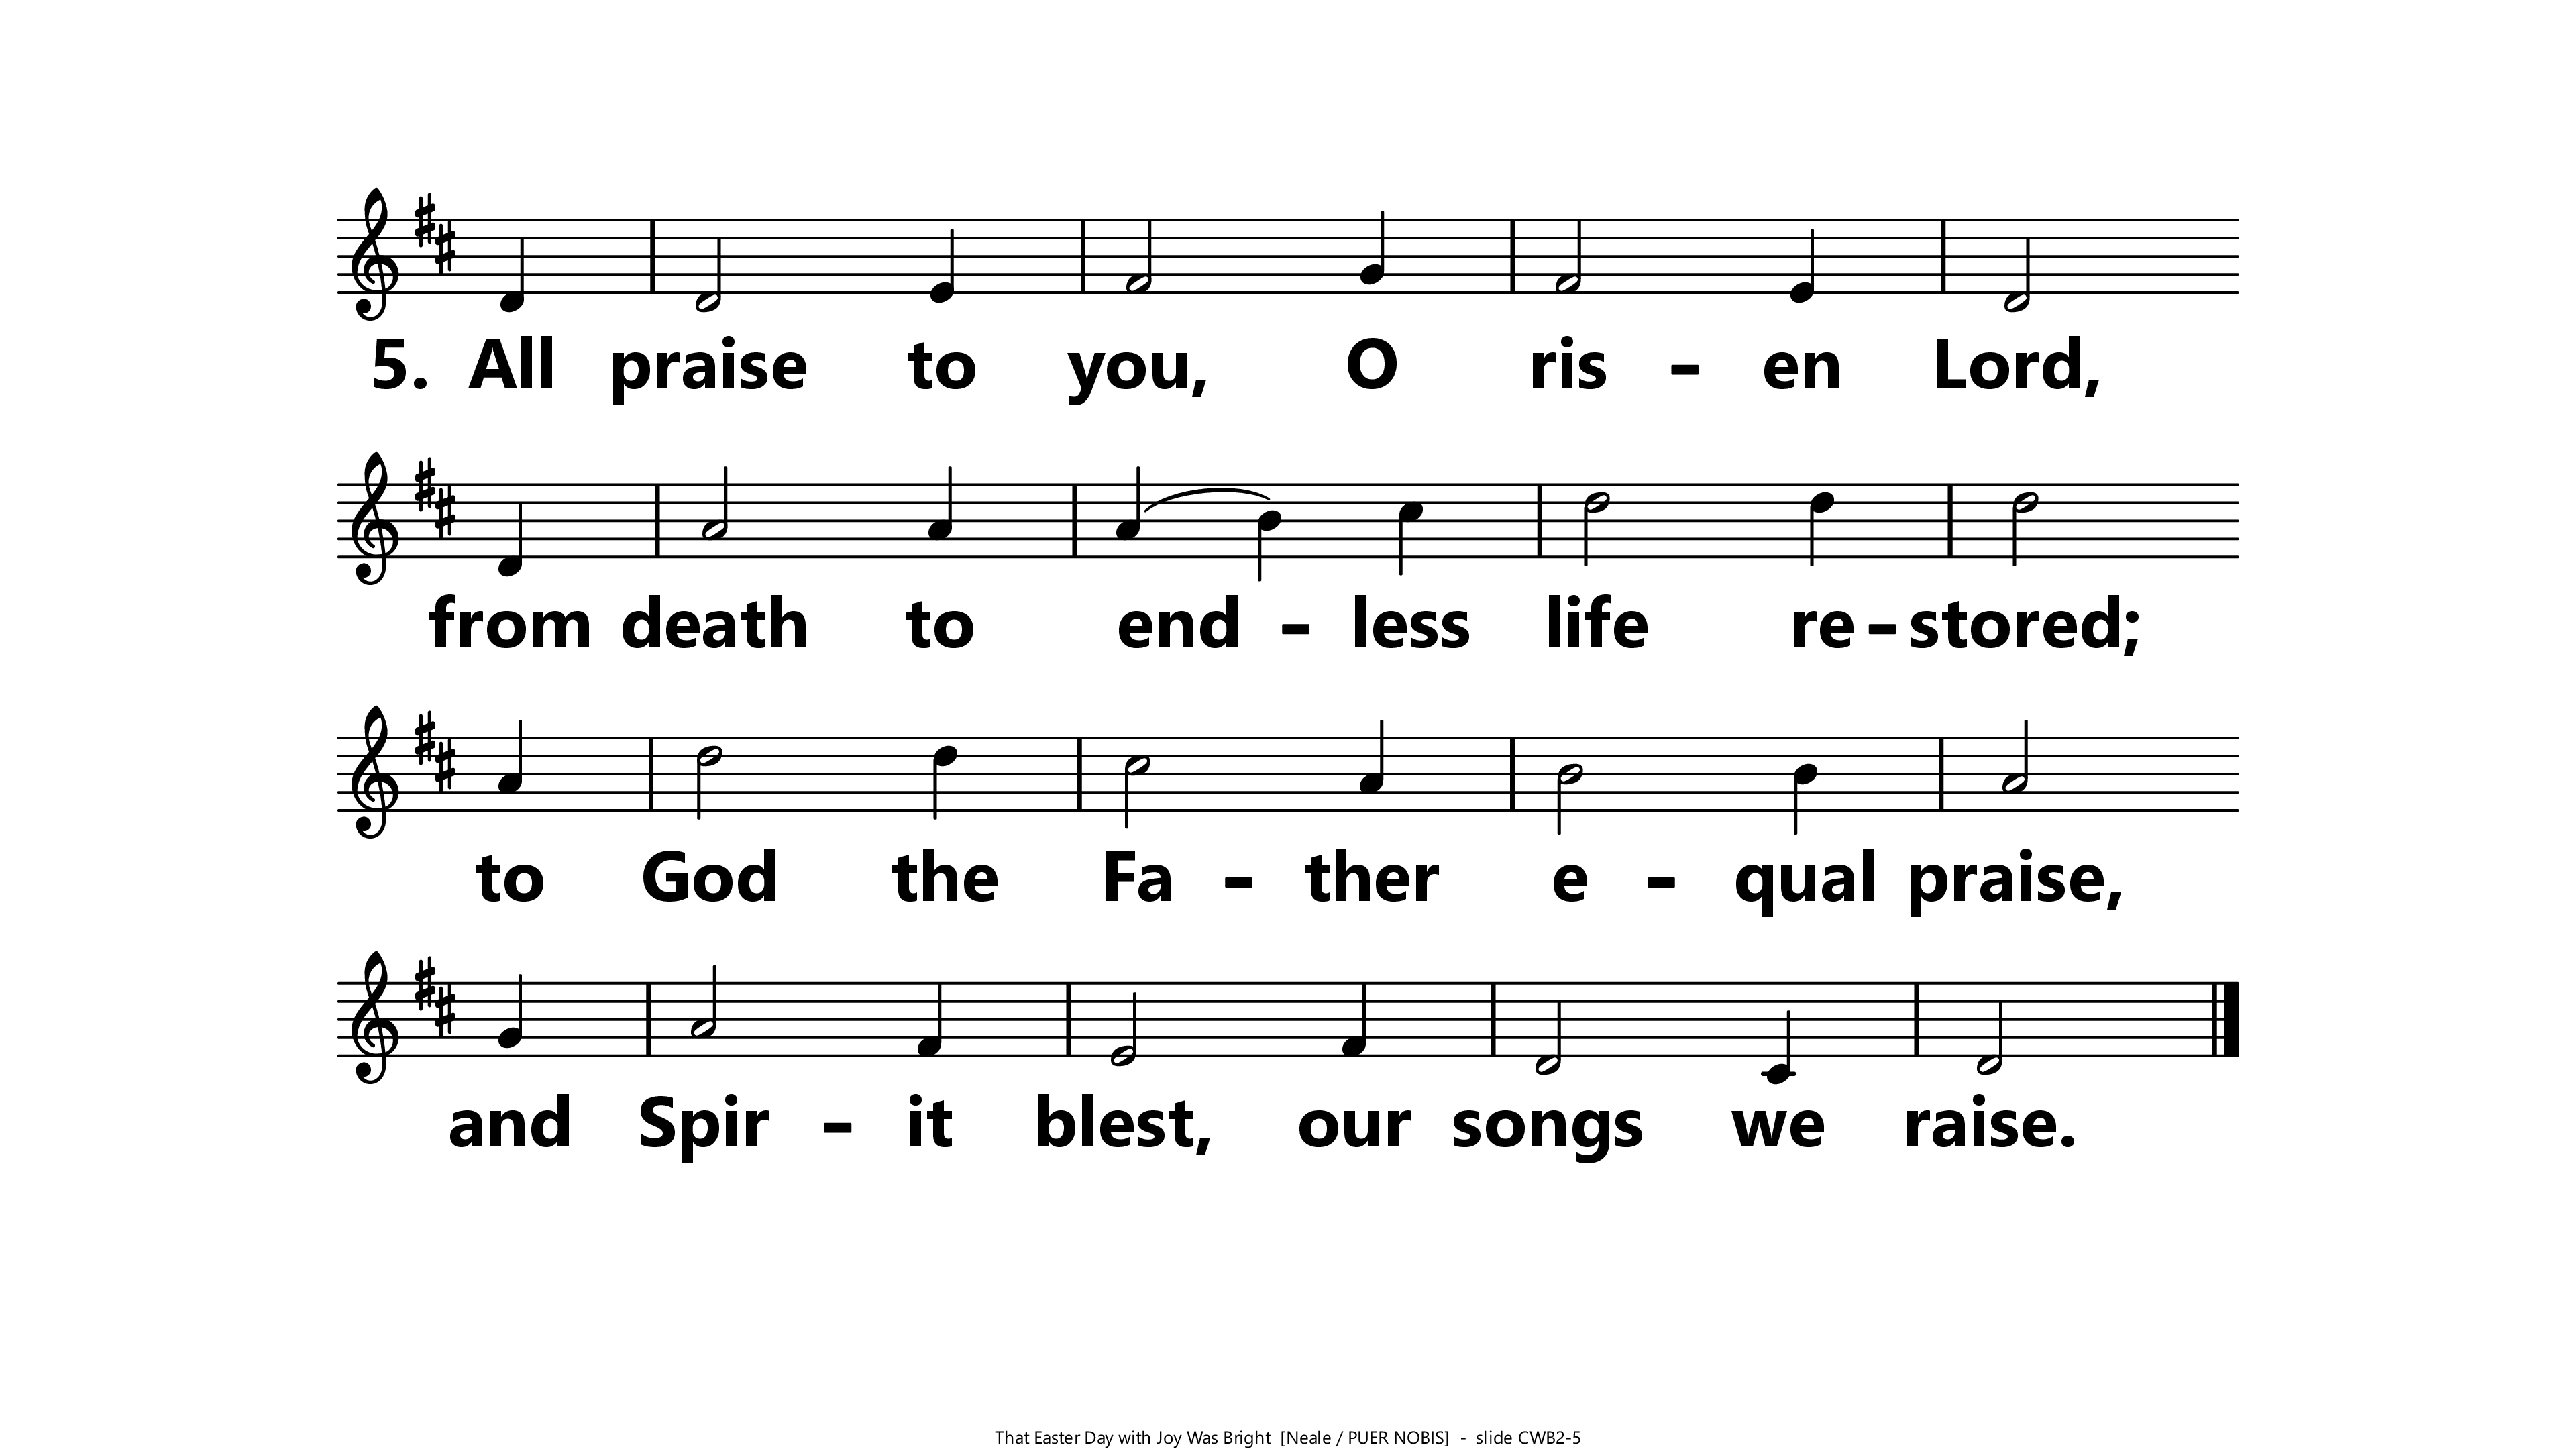 5. All praise to you, O ris - en Lord,
from death to end - less life re - stored;
to God the Fa - ther e - qual praise,
and Spir - it blest, our songs we raise.
That Easter Day with Joy Was Bright [Neale / PUER NOBIS] - slide CWB2-5